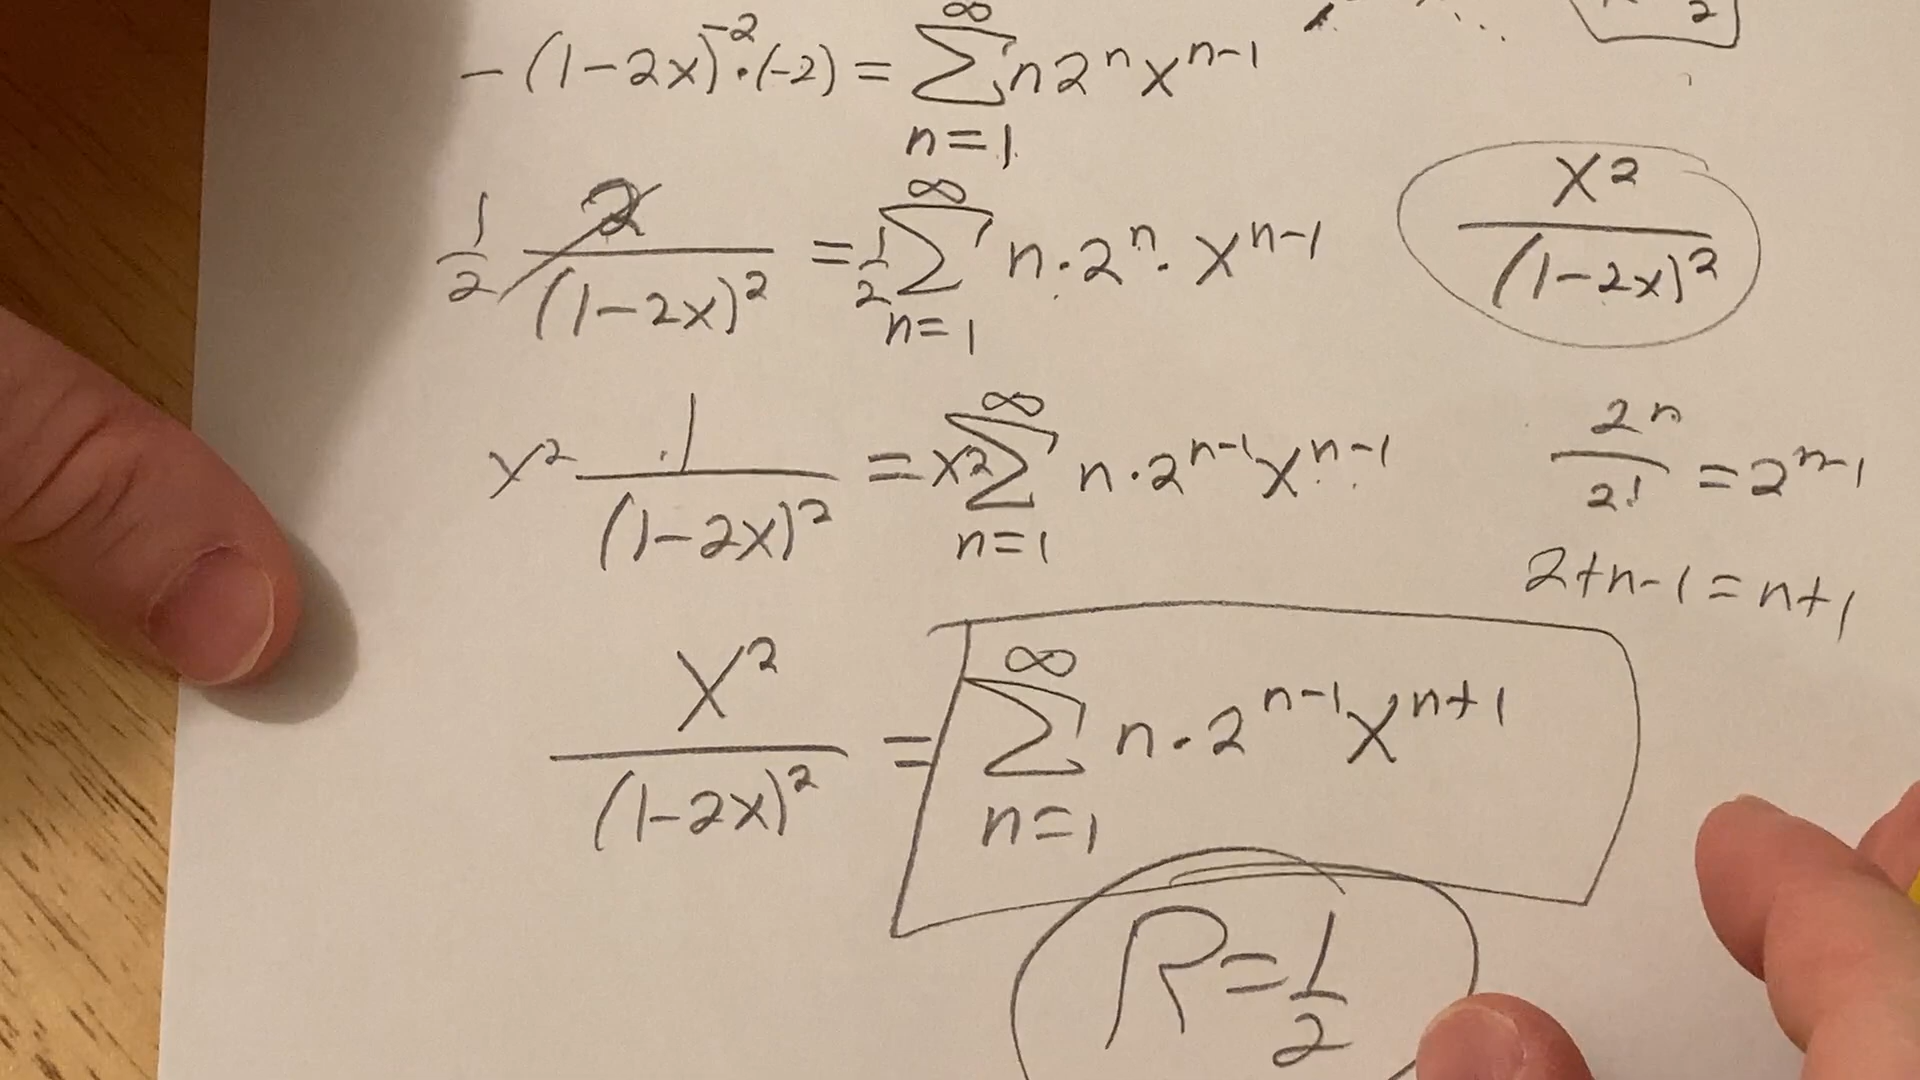 -(1-2x)^{-2}·(-2) = ∑_{n=1}^{∞} n2^n x^{n-1}
1/2 2/(1-2x)^2 = 1/2 ∑_{n=1}^{∞} n·2^n·x^{n-1}
x^2/(1-2x)^2
x^2 1/(1-2x)^2 = x^2 ∑_{n=1}^{∞} n·2^{n-1} x^{n-1}
2^n/2^1 = 2^{n-1}
2+n-1=n+1
x^2/(1-2x)^2 = ∑_{n=1}^{∞} n·2^{n-1} x^{n+1}
R=1/2